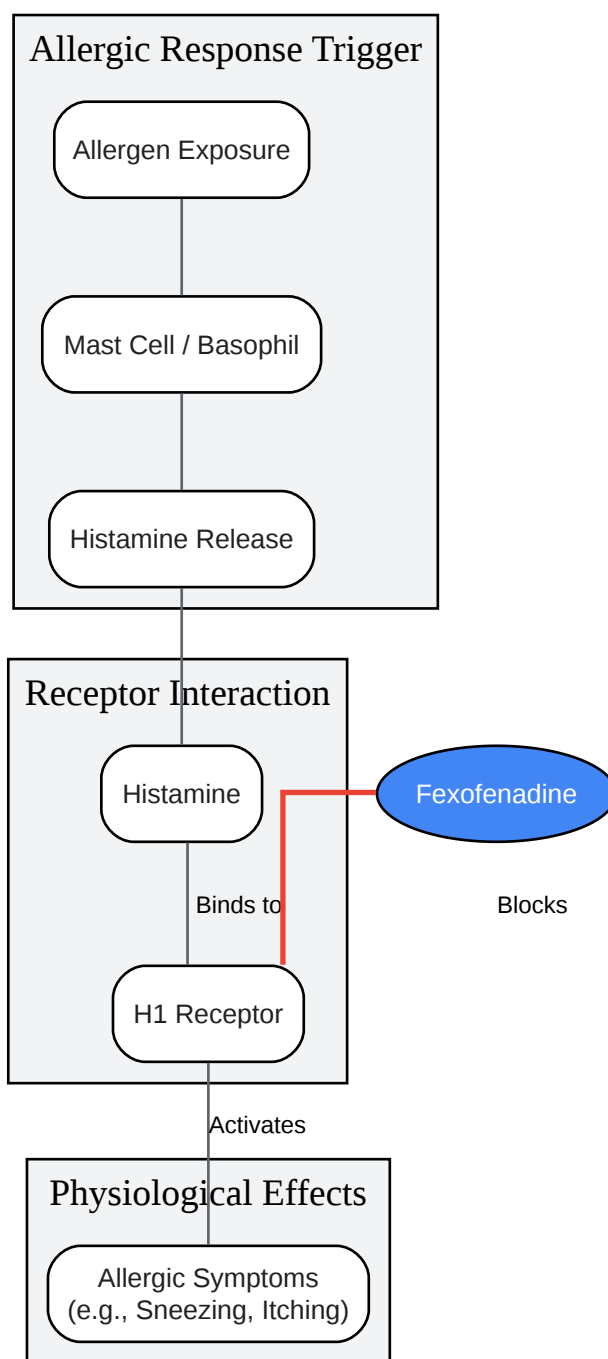 Allergic Response Trigger
Allergen Exposure
Mast Cell / Basophil
Histamine Release
Receptor Interaction
Histamine
Fexofenadine
Binds to
Blocks
H1 Receptor
Activates
Physiological Effects
Allergic Symptoms
(e.g., Sneezing, Itching)